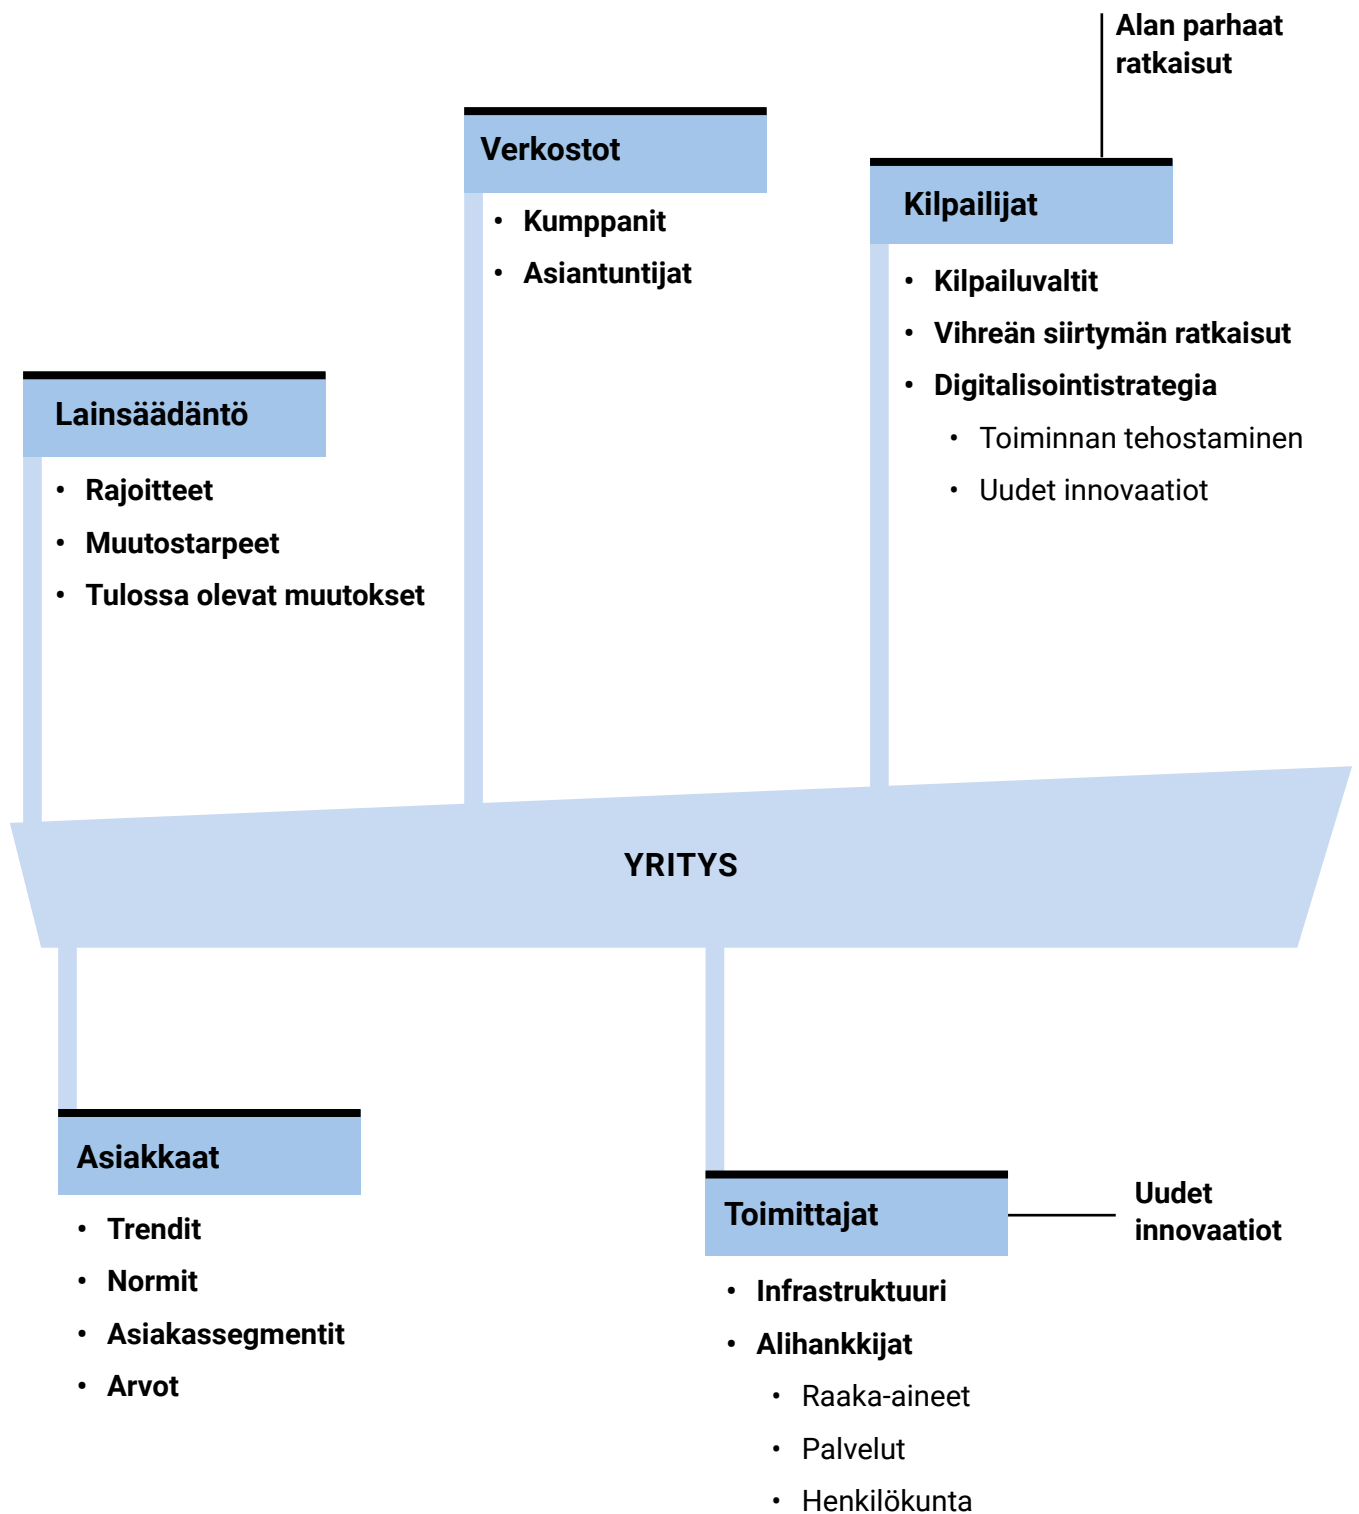 Alan parhaat
ratkaisut
Verkostot
• Kumppanit
• Asiantuntijat
Kilpailijat
• Kilpailuvaltit
• Vihreän siirtymän ratkaisut
• Digitalisointistrategia
• Toiminnan tehostaminen
• Uudet innovaatiot
Lainsäädäntö
• Rajoitteet
• Muutostarpeet
• Tulossa olevat muutokset
YRITYS
Asiakkaat
• Trendit
• Normit
• Asiakassegmentit
• Arvot
Toimittajat
Uudet
innovaatiot
• Infrastruktuuri
• Alihankkijat
• Raaka-aineet
• Palvelut
• Henkilökunta